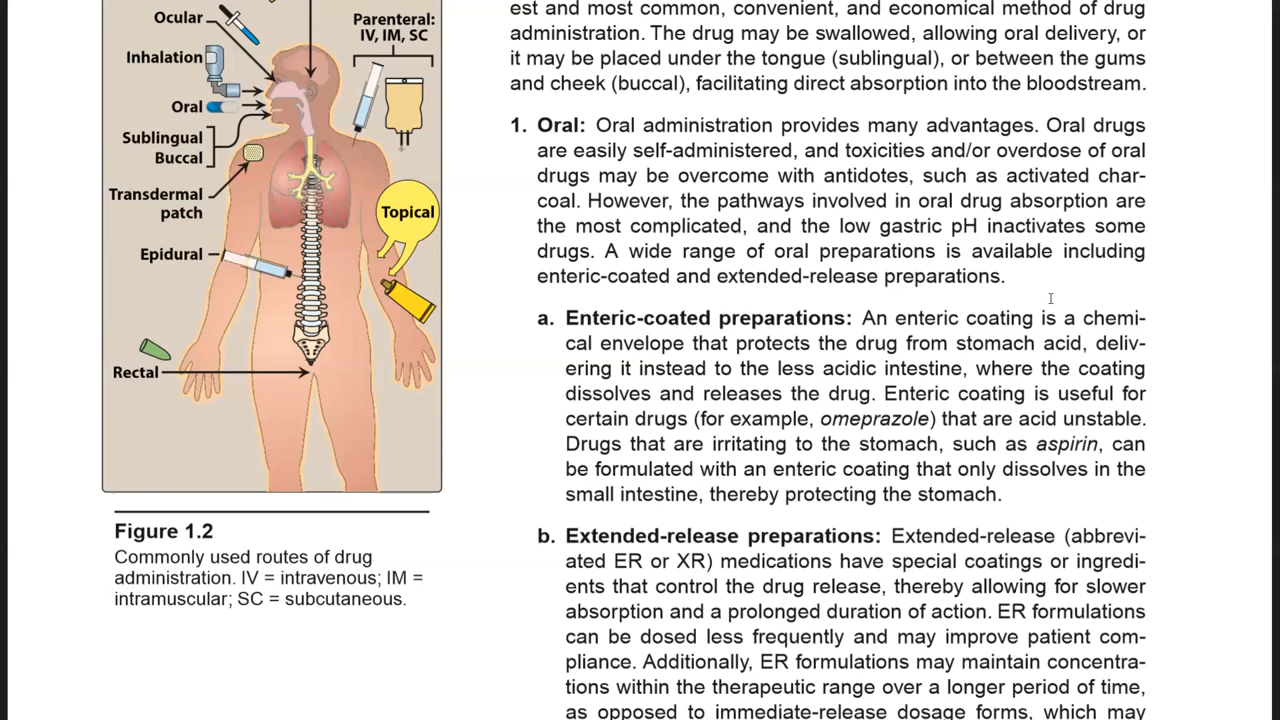 Ocular
Parenteral:
IV, IM, SC
Inhalation
Oral
Sublingual
Buccal
Transdermal
patch
Topical
Epidural
Rectal
Figure 1.2
Commonly used routes of drug
administration. IV = intravenous; IM =
intramuscular; SC = subcutaneous.
est and most common, convenient, and economical method of drug
administration. The drug may be swallowed, allowing oral delivery, or
it may be placed under the tongue (sublingual), or between the gums
and cheek (buccal), facilitating direct absorption into the bloodstream.
1. Oral: Oral administration provides many advantages. Oral drugs
are easily self-administered, and toxicities and/or overdose of oral
drugs may be overcome with antidotes, such as activated char-
coal. However, the pathways involved in oral drug absorption are
the most complicated, and the low gastric pH inactivates some
drugs. A wide range of oral preparations is available including
enteric-coated and extended-release preparations.
a. Enteric-coated preparations: An enteric coating is a chemi-
cal envelope that protects the drug from stomach acid, deliv-
ering it instead to the less acidic intestine, where the coating
dissolves and releases the drug. Enteric coating is useful for
certain drugs (for example, omeprazole) that are acid unstable.
Drugs that are irritating to the stomach, such as aspirin, can
be formulated with an enteric coating that only dissolves in the
small intestine, thereby protecting the stomach.
b. Extended-release preparations: Extended-release (abbrevi-
ated ER or XR) medications have special coatings or ingredi-
ents that control the drug release, thereby allowing for slower
absorption and a prolonged duration of action. ER formulations
can be dosed less frequently and may improve patient com-
pliance. Additionally, ER formulations may maintain concentra-
tions within the therapeutic range over a longer period of time,
as opposed to immediate-release dosage forms, which may